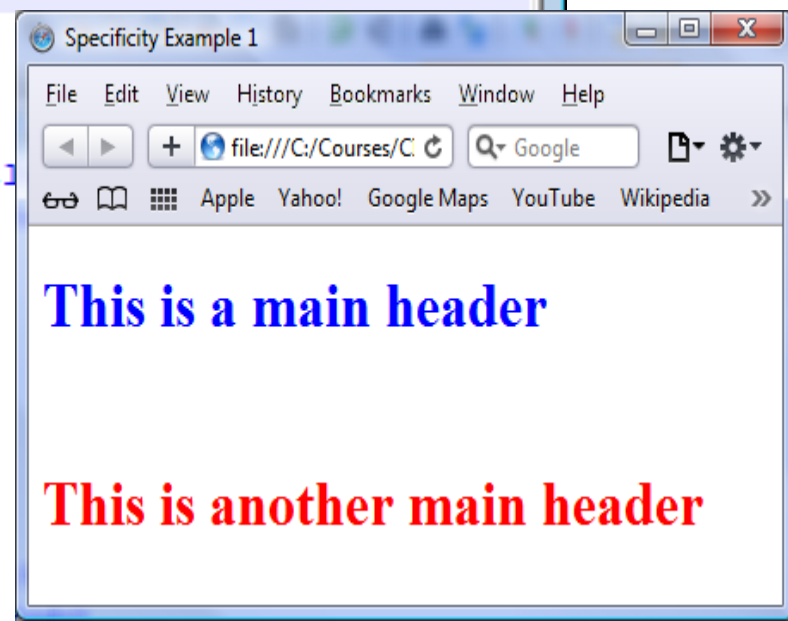 Specificity Example 1
File Edit View History Bookmarks Window Help
file:///C:/Courses/C Google
Apple Yahoo! Google Maps YouTube Wikipedia
This is a main header
This is another main header